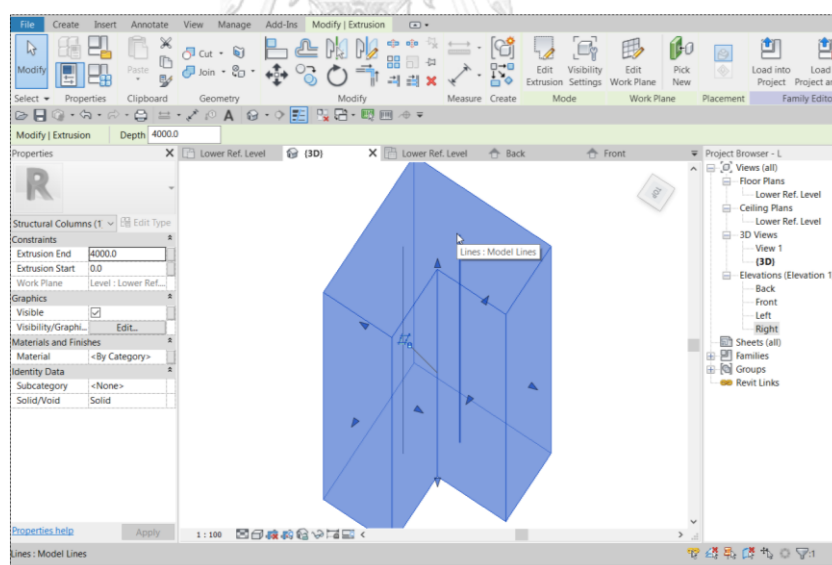 File Create Insert Annotate View Manage Add-Ins Modify | Extrusion
Modify
Paste
Cut
Join
Edit Extrusion
Visibility Settings
Edit Work Plane
Pick New
Load into Project
Load Project a
Select Properties Clipboard Geometry Modify Measure Create Mode Work Plane Placement Family Edito
A
Modify | Extrusion Depth 4000.0
Properties
Lower Ref. Level (3D) Lower Ref. Level Back Front
Project Browser - L
R
Structural Columns (1 Edit Type
Constraints
Extrusion End 4000.0
Extrusion Start 0.0
Work Plane Level : Lower Ref...
Graphics
Visible
Visibility/Graphi... Edit...
Materials and Finishes
Material <By Category>
Identity Data
Subcategory <None>
Solid/Void Solid
Properties help Apply
Lines : Model Lines
Views (all)
Floor Plans
Lower Ref. Level
Ceiling Plans
Lower Ref. Level
3D Views
View 1
(3D)
Elevations (Elevation 1
Back
Front
Left
Right
Sheets (all)
Families
Groups
Revit Links
1 : 100
Lines : Model Lines
:1